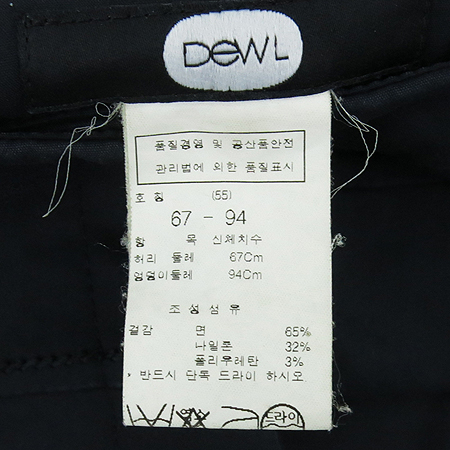 DEWL
품질경영 및 공산품안전
관리법에 의한 품질표시
호 칭 (55)
67 - 94
항 목 신체치수
허리 둘레 67Cm
엉덩이둘레 94Cm
조성섬유
겉감 면 65%
나일론 32%
폴리우레탄 3%
* 반드시 단독 드라이 하시오
드라이